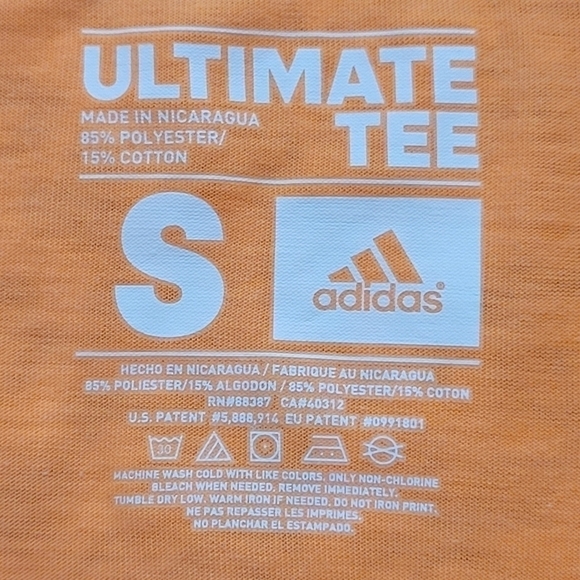 ULTIMATE
TEE
MADE IN NICARAGUA
85% POLYESTER/
15% COTTON
S
adidas®
HECHO EN NICARAGUA / FABRIQUE AU NICARAGUA
85% POLIESTER/15% ALGODON / 85% POLYESTER/15% COTON
RN#88387 CA#40312
U.S. PATENT #5,888,914 EU PATENT #0991801
30
MACHINE WASH COLD WITH LIKE COLORS. ONLY NON-CHLORINE
BLEACH WHEN NEEDED. REMOVE IMMEDIATELY.
TUMBLE DRY LOW. WARM IRON IF NEEDED. DO NOT IRON PRINT.
NE PAS REPASSER LES IMPRIMES.
NO PLANCHAR EL ESTAMPADO.